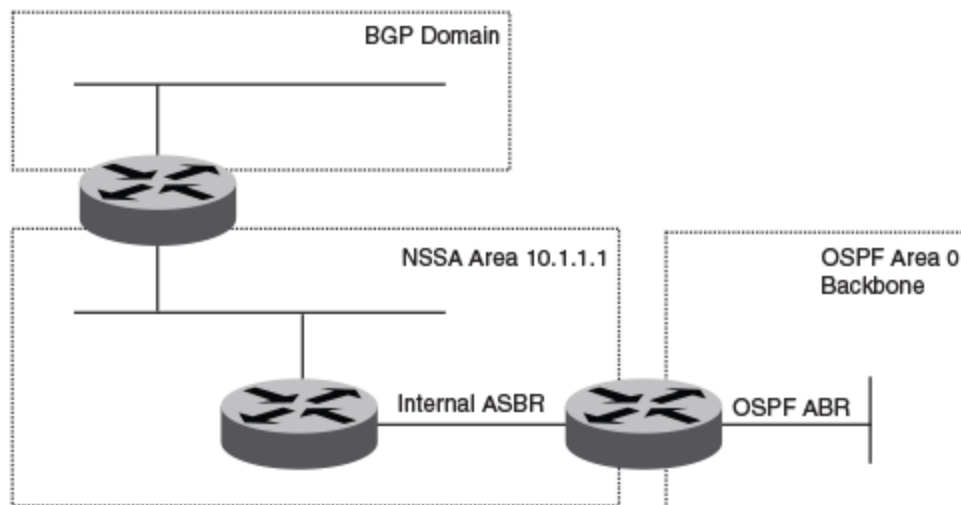 BGP Domain
NSSA Area 10.1.1.1
OSPF Area 0
Backbone
Internal ASBR
OSPF ABR